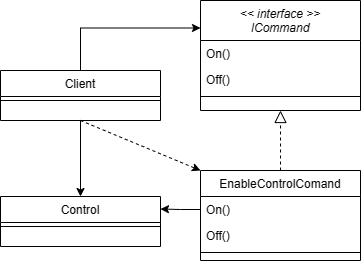 << interface >>
ICommand
On()
Off()
Client
EnableControlComand
On()
Off()
Control